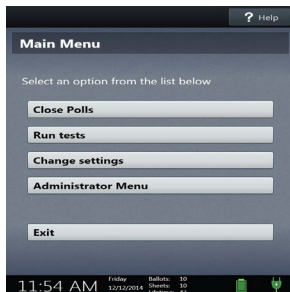 ? Help
Main Menu
Select an option from the list below
Close Polls
Run tests
Change settings
Administrator Menu
Exit
11:54 AM Friday 12/12/2014 Ballots: 10 Sheets: 10